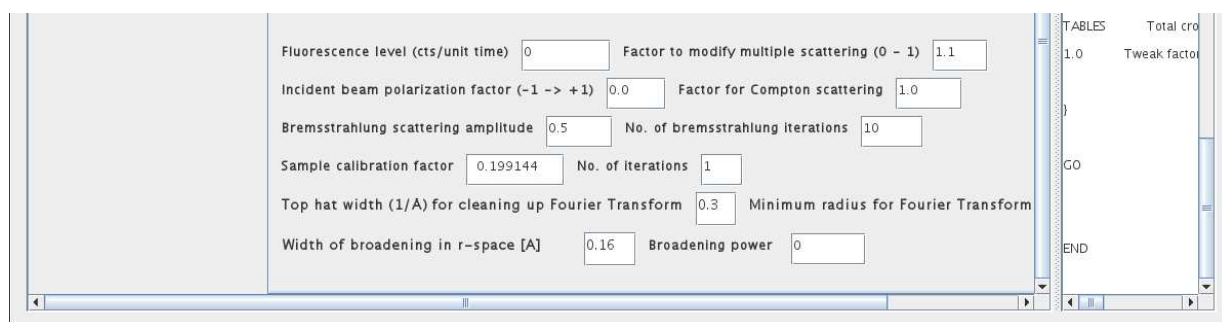 Fluorescence level (cts/unit time) 0 Factor to modify multiple scattering (0 - 1) 1.1
Incident beam polarization factor (-1 -> +1) 0.0 Factor for Compton scattering 1.0
Bremsstrahlung scattering amplitude 0.5 No. of bremsstrahlung iterations 10
Sample calibration factor 0.199144 No. of iterations 1
Top hat width (1/Å) for cleaning up Fourier Transform 0.3 Minimum radius for Fourier Transform
Width of broadening in r-space [A] 0.16 Broadening power 0
TABLES Total cro
1.0 Tweak factor
}
GO
END